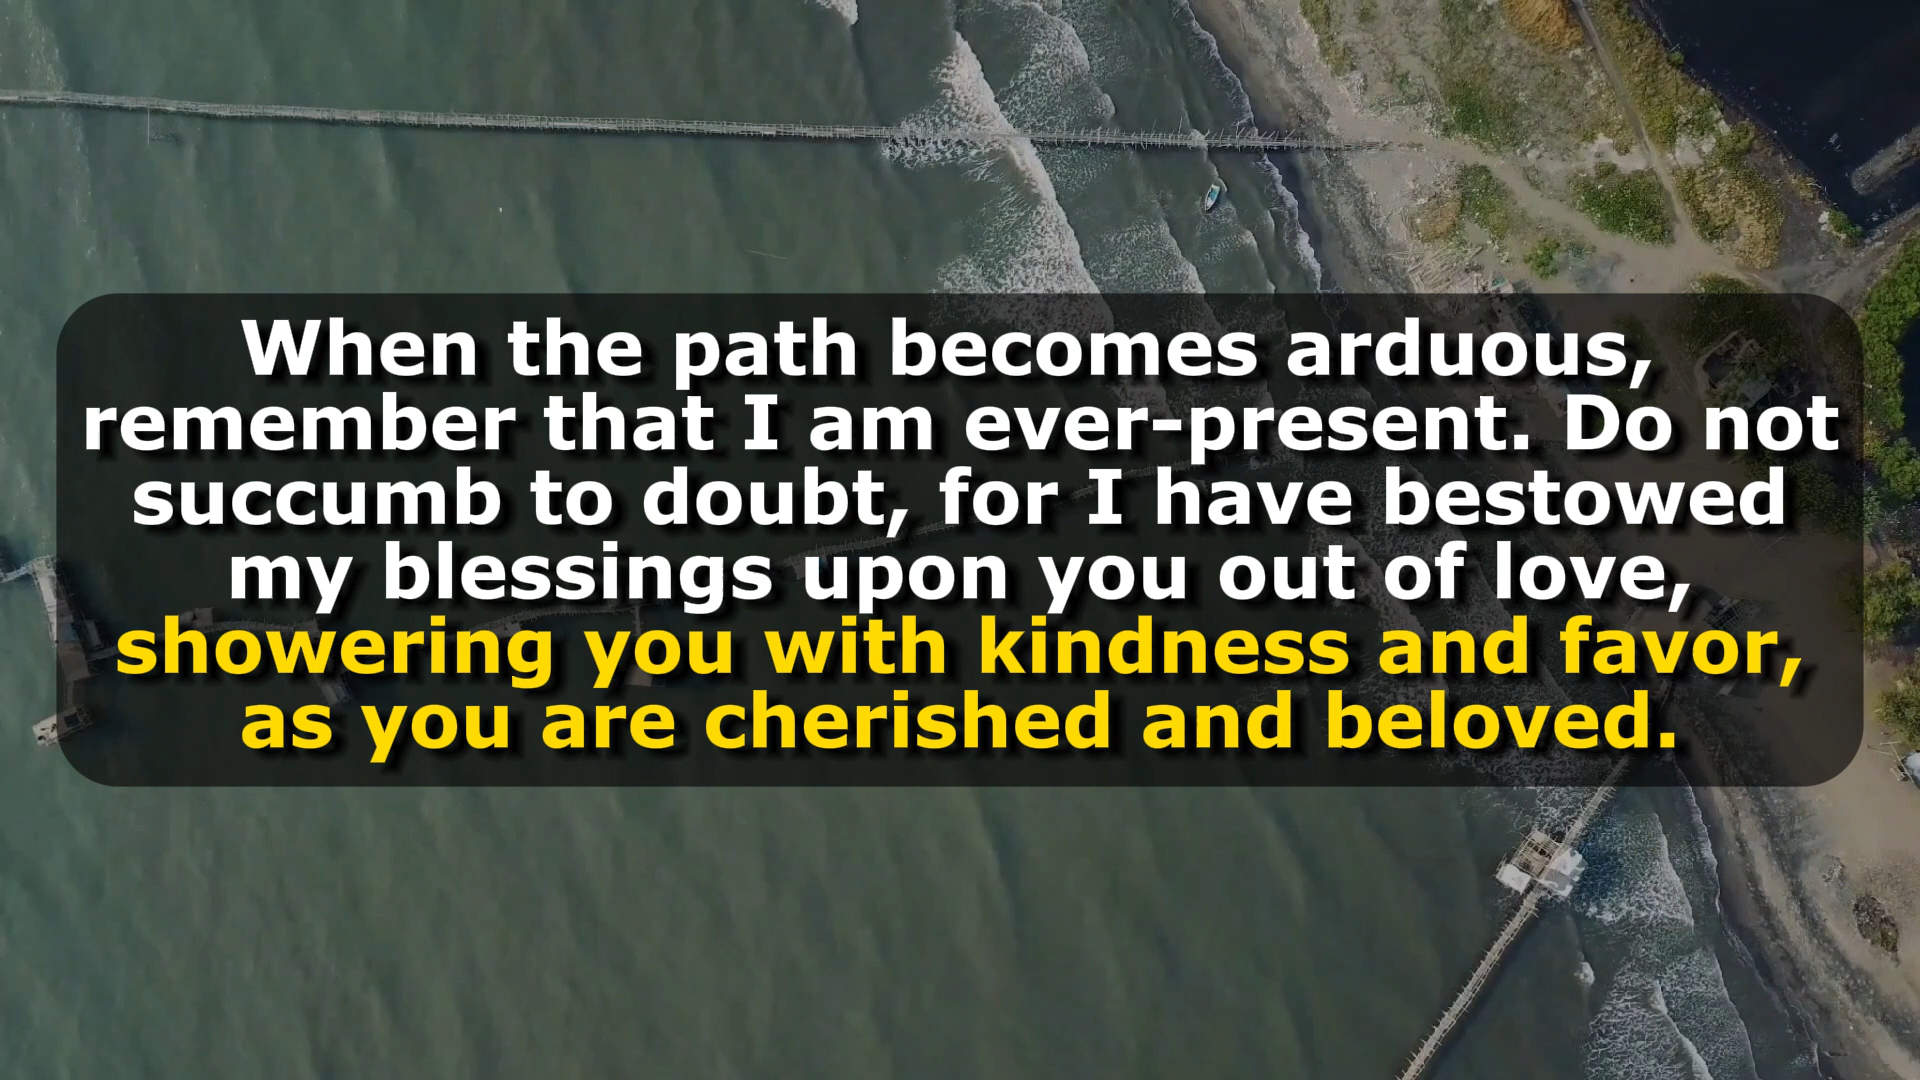 When the path becomes arduous,
remember that I am ever-present. Do not
succumb to doubt, for I have bestowed
my blessings upon you out of love,
showering you with kindness and favor,
as you are cherished and beloved.